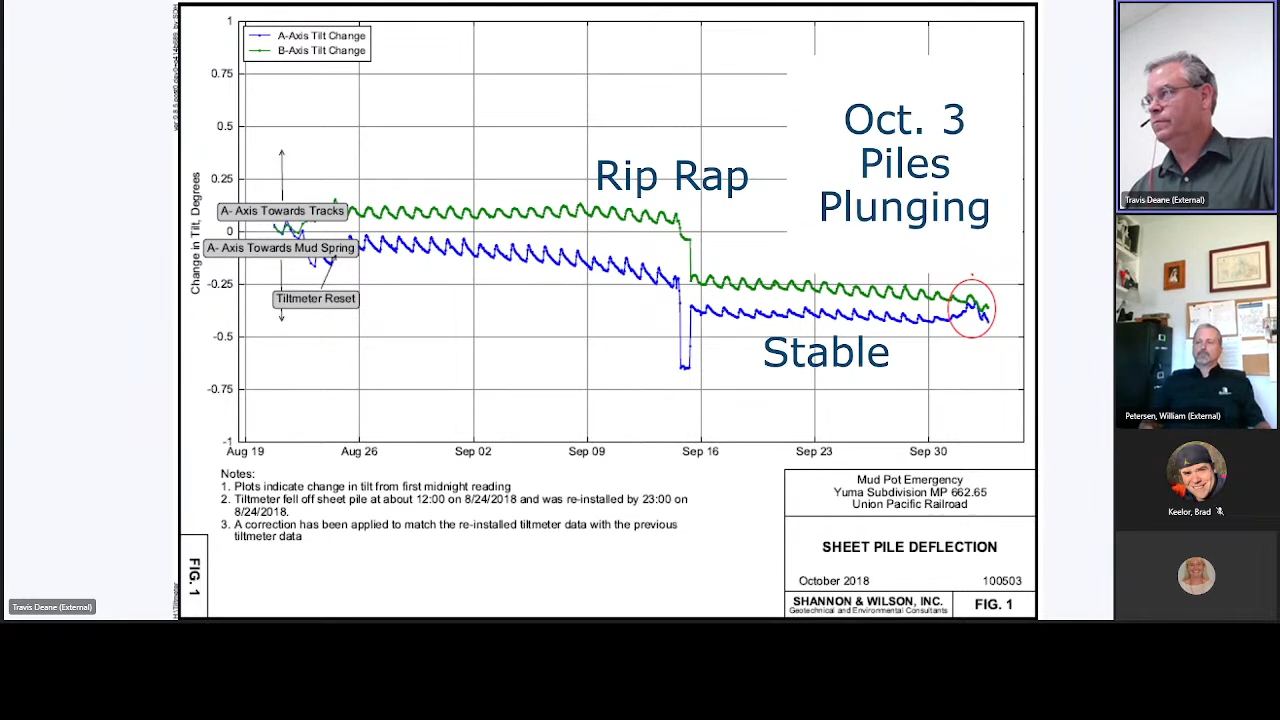 1
A-Axis Tilt Change
B-Axis Tilt Change
0.75
0.5
0.25
0
-0.25
-0.5
-0.75
-1
Change in Tilt, Degrees
A- Axis Towards Tracks
A- Axis Towards Mud Spring
Tiltmeter Reset
Rip Rap
Oct. 3
Piles
Plunging
Stable
Aug 19
Aug 26
Sep 02
Sep 09
Sep 16
Sep 23
Sep 30
Notes:
1. Plots indicate change in tilt from first midnight reading
2. Tiltmeter fell off sheet pile at about 12:00 on 8/24/2018 and was re-installed by 23:00 on
8/24/2018.
3. A correction has been applied to match the re-installed tiltmeter data with the previous
tiltmeter data
FIG. 1
Mud Pot Emergency
Yuma Subdivision MP 662.65
Union Pacific Railroad
SHEET PILE DEFLECTION
October 2018
100503
SHANNON & WILSON, INC.
Geotechnical and Environmental Consultants
FIG. 1
Travis Deane (External)
Travis Deane (External)
Petersen, William (External)
Keelor, Brad